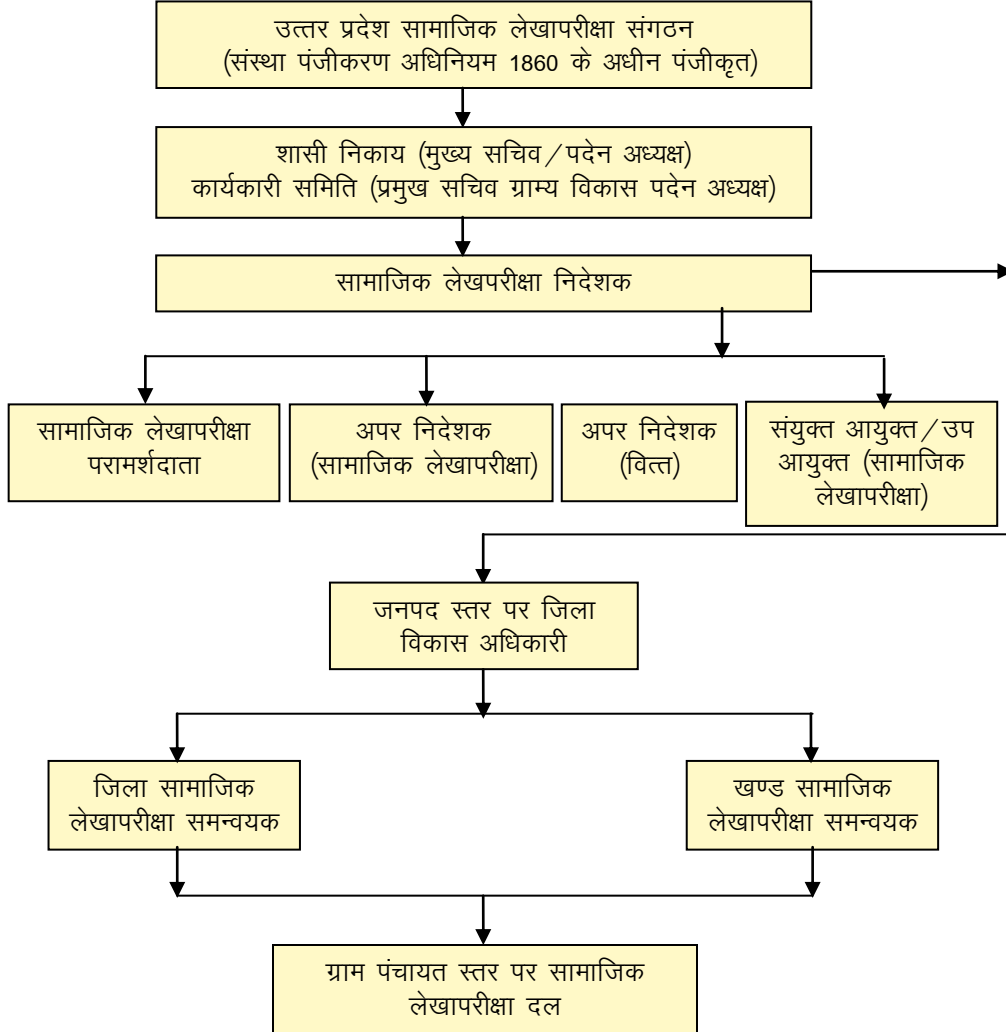 उत्तर प्रदेश सामाजिक लेखापरीक्षा संगठन
(संस्था पंजीकरण अधिनियम 1860 के अधीन पंजीकृत)
शासी निकाय (मुख्य सचिव/पदेन अध्यक्ष)
कार्यकारी समिति (प्रमुख सचिव ग्राम्य विकास पदेन अध्यक्ष)
सामाजिक लेखपरीक्षा निदेशक
सामाजिक लेखापरीक्षा
परामर्शदाता
अपर निदेशक
(सामाजिक लेखापरीक्षा)
अपर निदेशक
(वित्त)
संयुक्त आयुक्त/उप
आयुक्त (सामाजिक
लेखापरीक्षा)
जनपद स्तर पर जिला
विकास अधिकारी
जिला सामाजिक
लेखापरीक्षा समन्वयक
खण्ड सामाजिक
लेखापरीक्षा समन्वयक
ग्राम पंचायत स्तर पर सामाजिक
लेखापरीक्षा दल